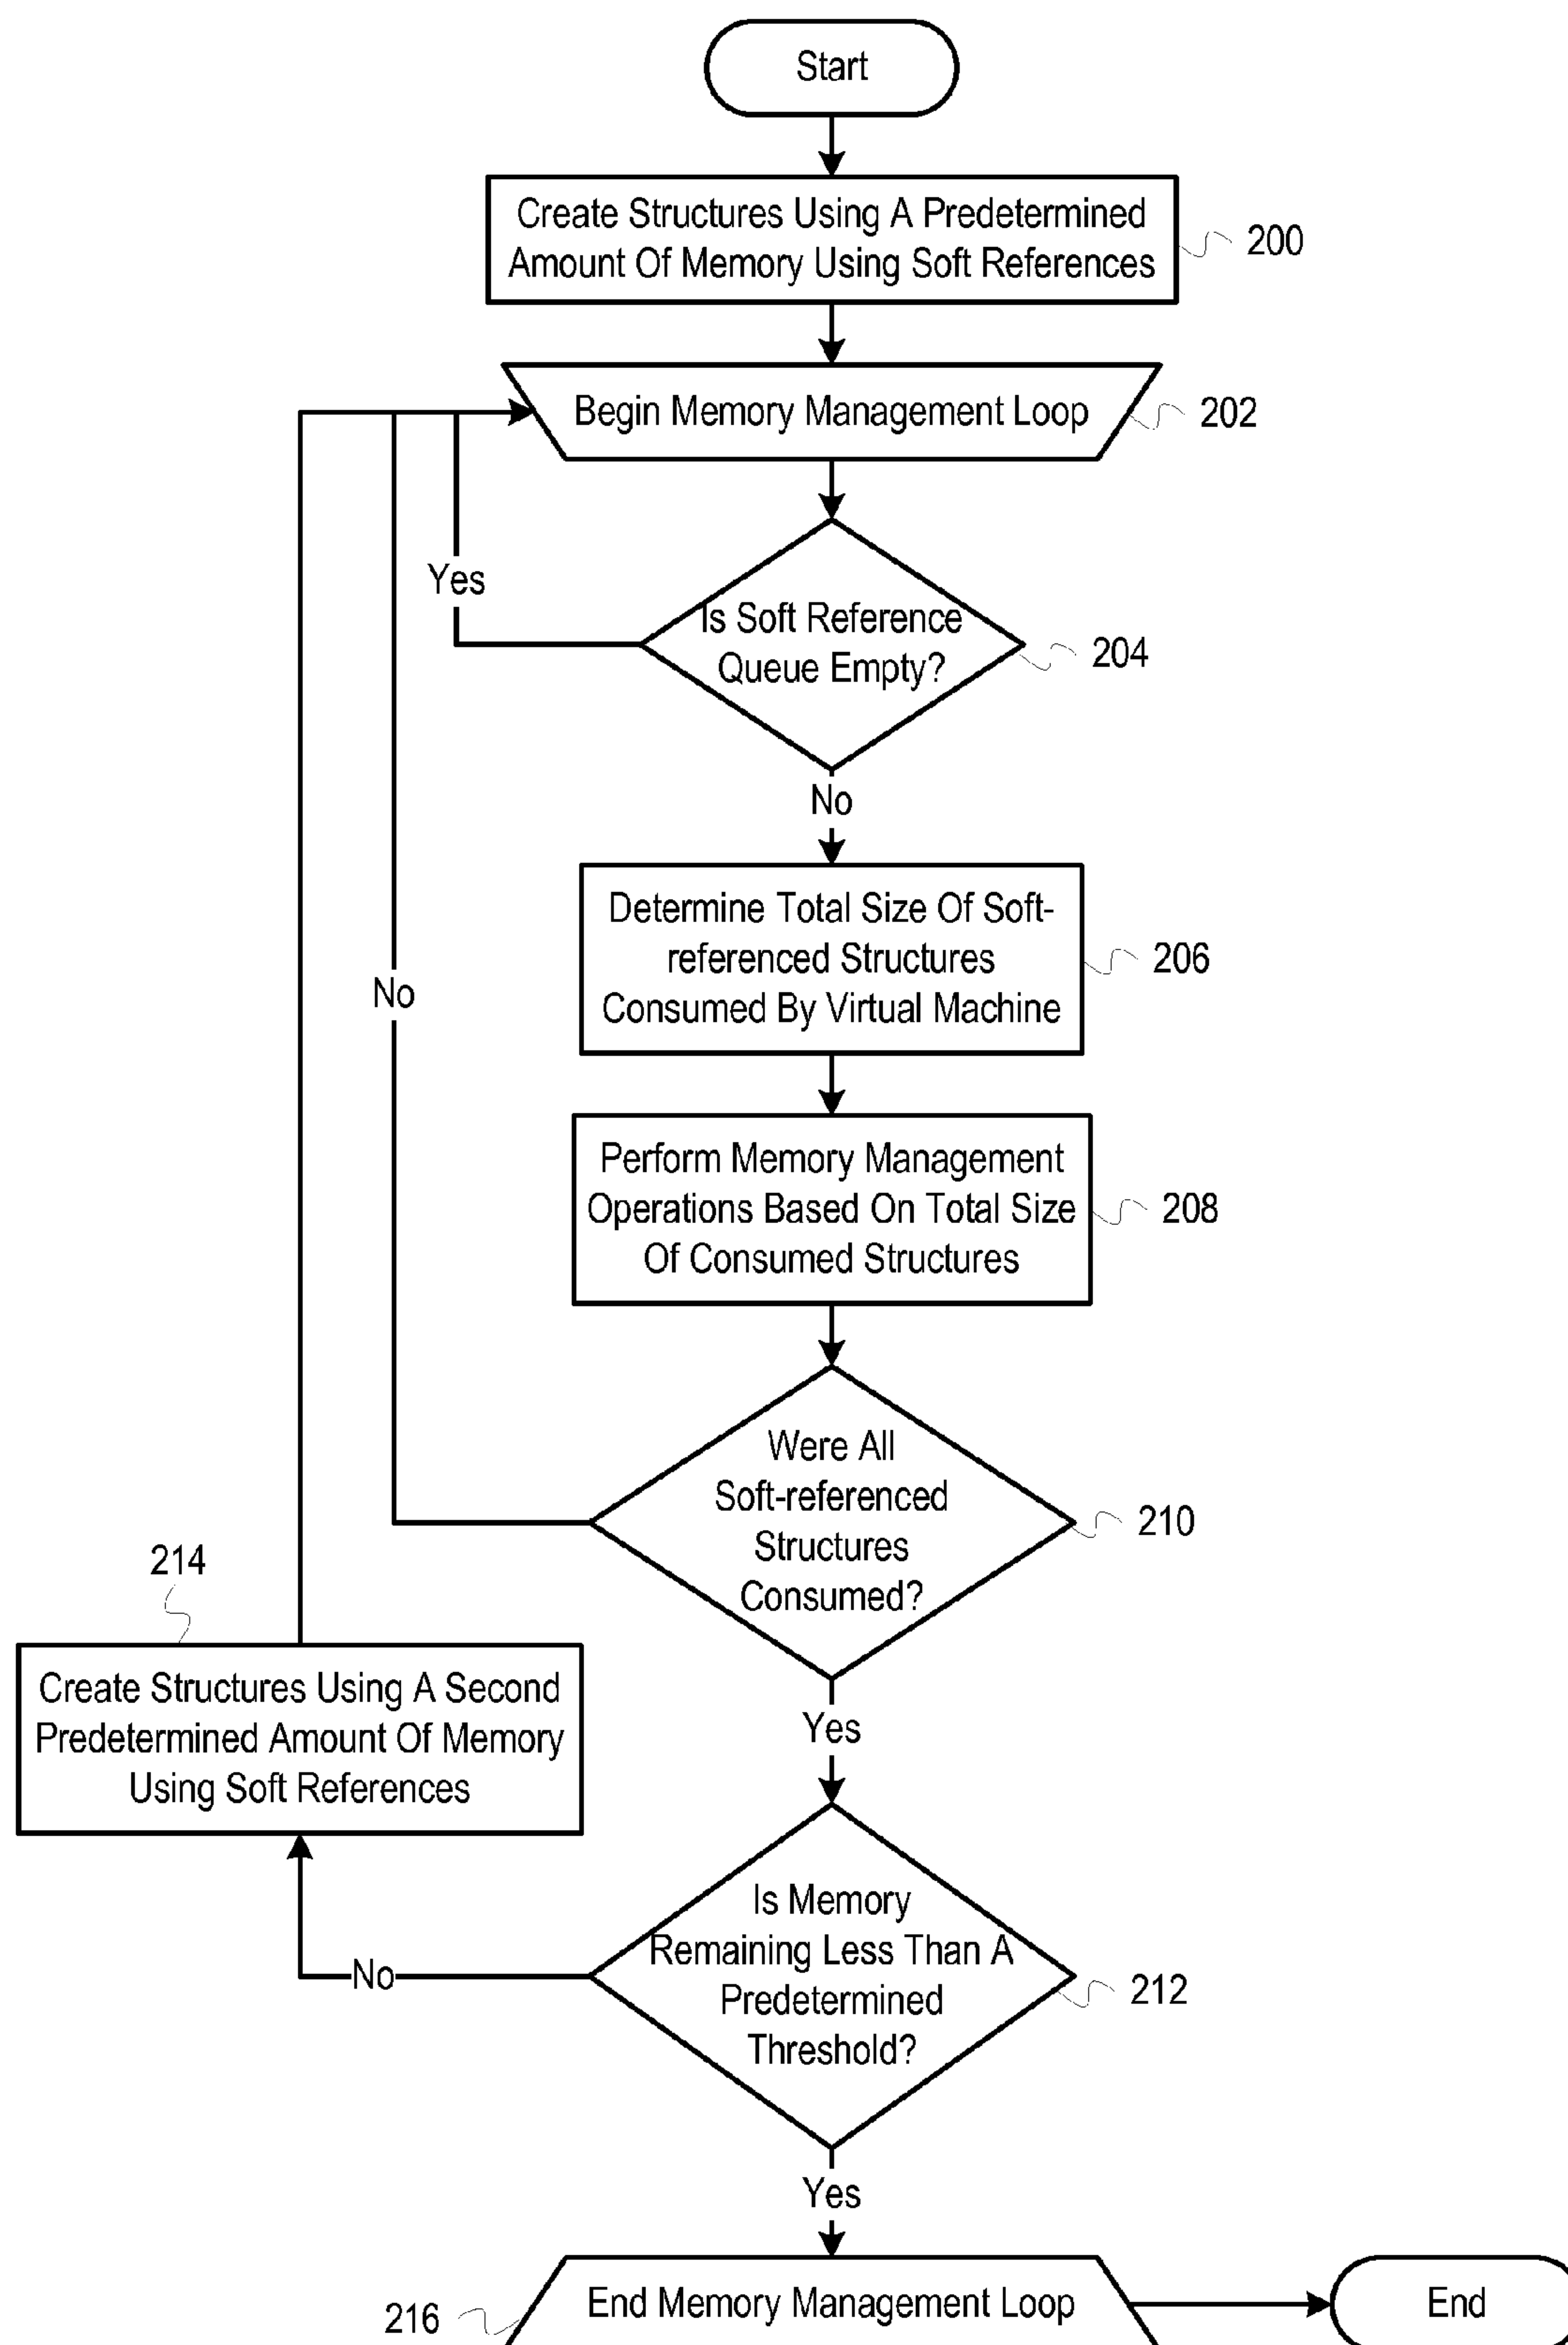 Start
Create Structures Using A Predetermined
Amount Of Memory Using Soft References
200
Begin Memory Management Loop
202
Yes
Is Soft Reference
Queue Empty?
204
No
Determine Total Size Of Soft-
referenced Structures
Consumed By Virtual Machine
206
No
Perform Memory Management
Operations Based On Total Size
Of Consumed Structures
208
Were All
Soft-referenced
Structures
Consumed?
210
214
Create Structures Using A Second
Predetermined Amount Of Memory
Using Soft References
Yes
Is Memory
Remaining Less Than A
Predetermined
Threshold?
212
No
Yes
End Memory Management Loop
216
End